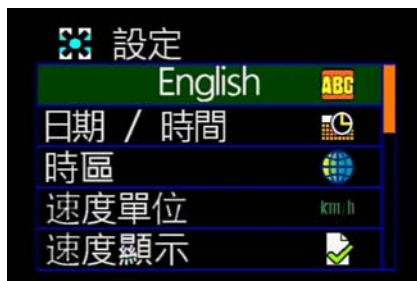 設定
English ABC
日期 / 時間
時區
速度單位 km/h
速度顯示